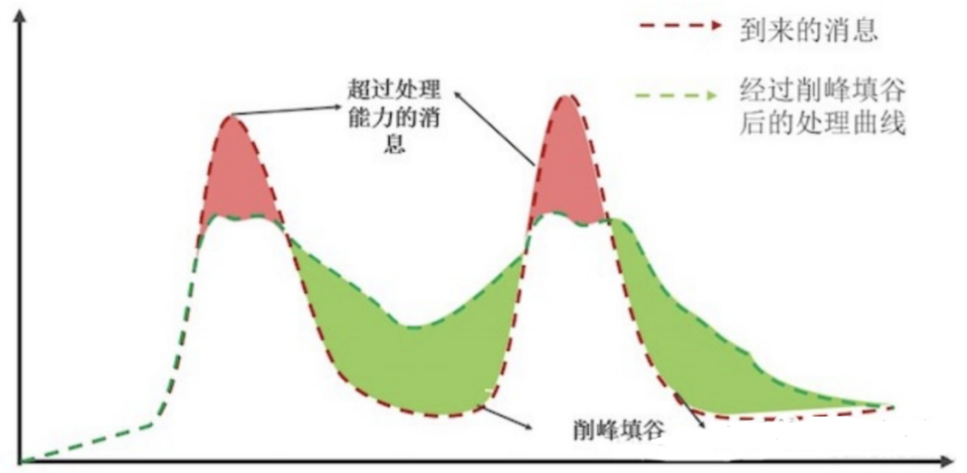 到来的消息
经过削峰填谷
后的处理曲线
超过处理
能力的消
息
削峰填谷